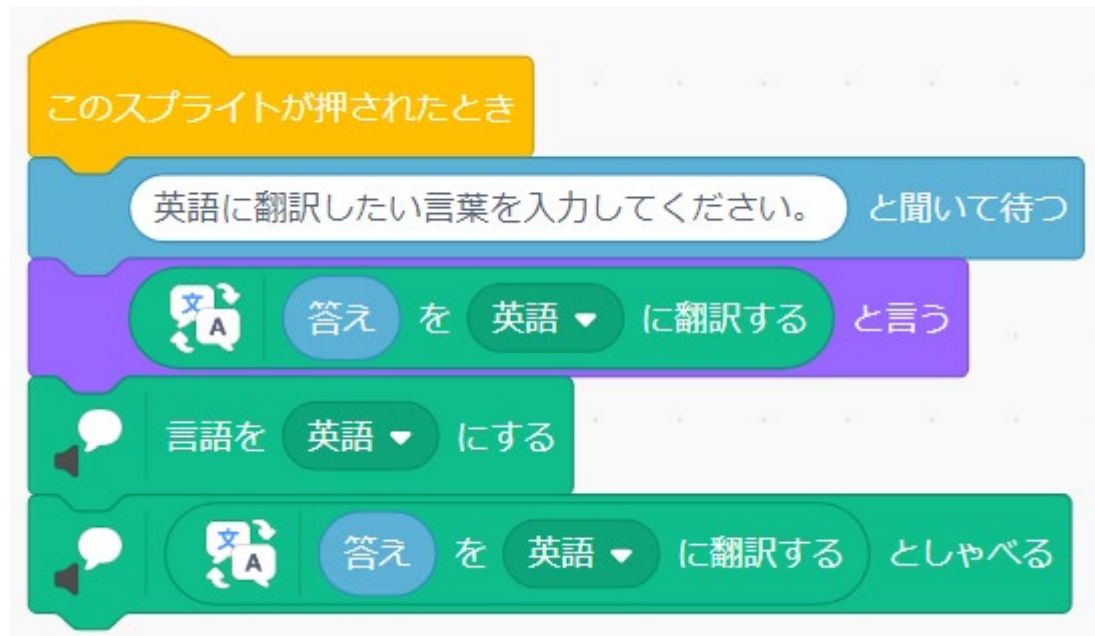 このスプライトが押されたとき
英語に翻訳したい言葉を入力してください。 と聞いて待つ
文 A 答え を 英語 に翻訳する と言う
言語を 英語 にする
文 A 答え を 英語 に翻訳する としゃべる